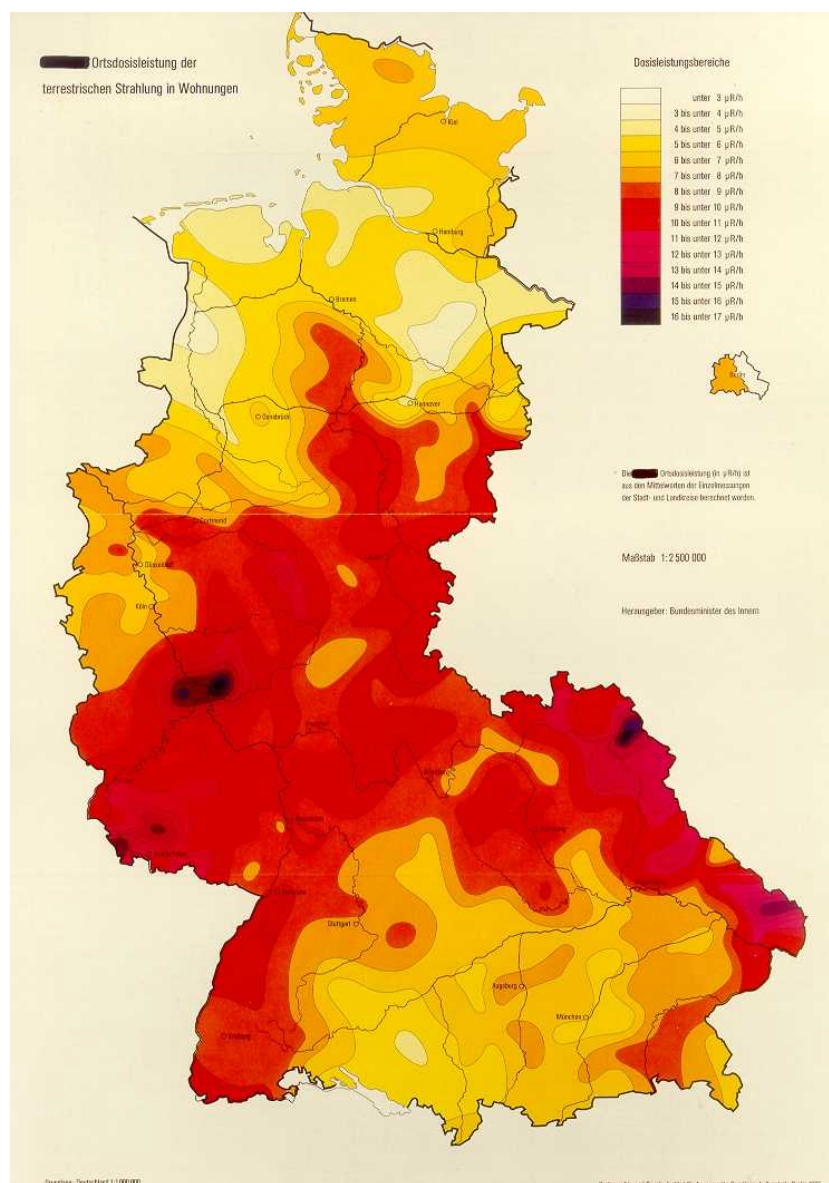 Ortsdosisleistung der
terrestrischen Strahlung in Wohnungen
Dosisleistungsbereiche
unter 3 µR/h
3 bis unter 4 µR/h
4 bis unter 5 µR/h
5 bis unter 6 µR/h
6 bis unter 7 µR/h
7 bis unter 8 µR/h
8 bis unter 9 µR/h
9 bis unter 10 µR/h
10 bis unter 11 µR/h
11 bis unter 12 µR/h
12 bis unter 13 µR/h
13 bis unter 14 µR/h
14 bis unter 15 µR/h
15 bis unter 16 µR/h
16 bis unter 17 µR/h
Kiel
Hamburg
Bremen
Berlin
Hannover
Osnabrück
Die Ortsdosisleistung (in µR/h) ist
aus den Mittelwerten der Einzelmessungen
der Stadt- und Landkreise berechnet worden.
Dortmund
Maßstab 1:2 500 000
Düsseldorf
Köln
Herausgeber: Bundesminister des Innern
Stuttgart
Augsburg
München
Freiburg